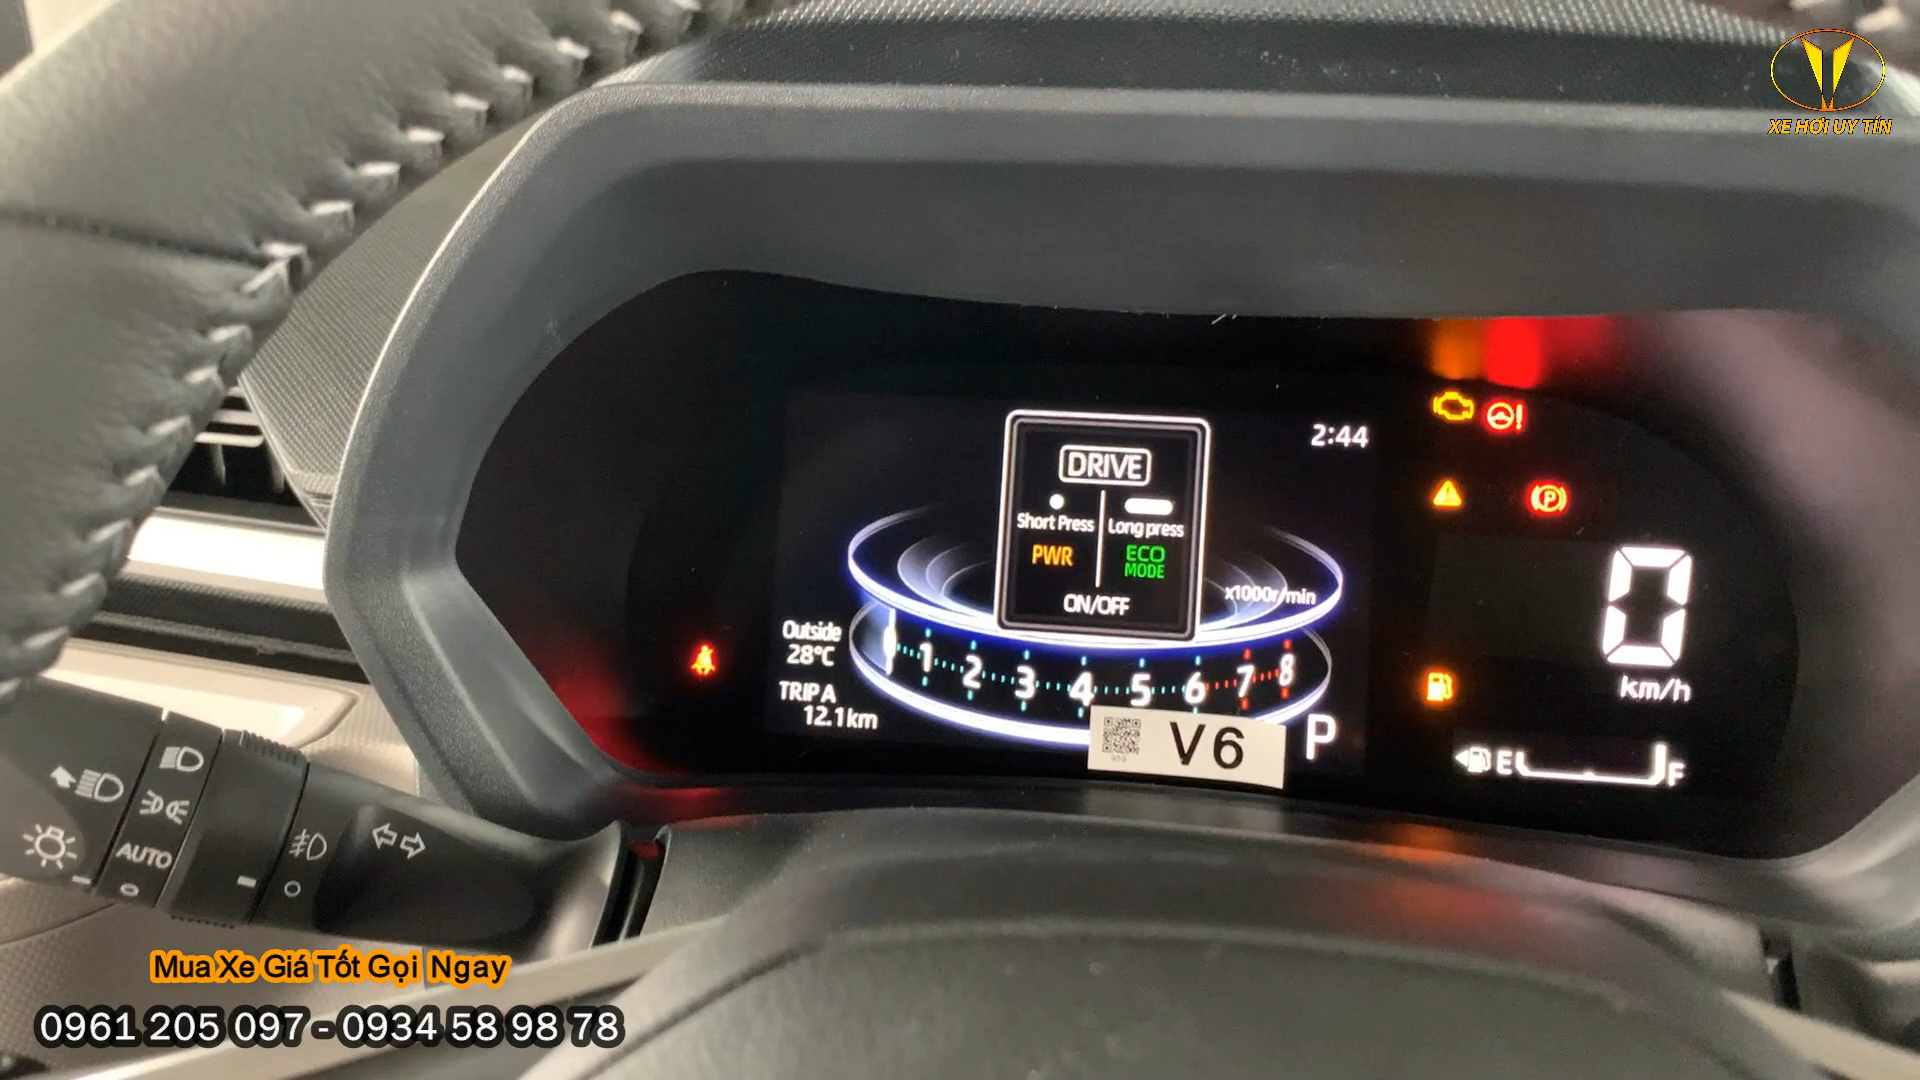 XE HƠI UY TÍN
2:44
DRIVE
Short Press
Long press
PWR
ECO
MODE
ON/OFF
x1000r/min
Outside
28°C
TRIP A
12.1km
1 2 3 4 5 6 7 8
V6
P
0
km/h
E F
AUTO
Mua Xe Giá Tốt Gọi Ngay
0961 205 097 - 0934 58 98 78